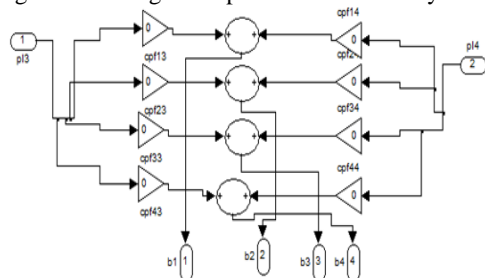 cpf14
1
0
+ +
0
pl3
pl4
2
cpf13
cpf2
0
+ +
0
cpf23
cpf34
0
+ +
0
cpf33
cpf44
0
+ +
0
cpf43
b1 1
b2 2
b3 3
b4 4